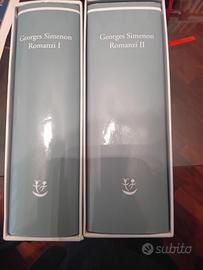 Georges Simenon
Romanzi I
Georges Simenon
Romanzi II
subito